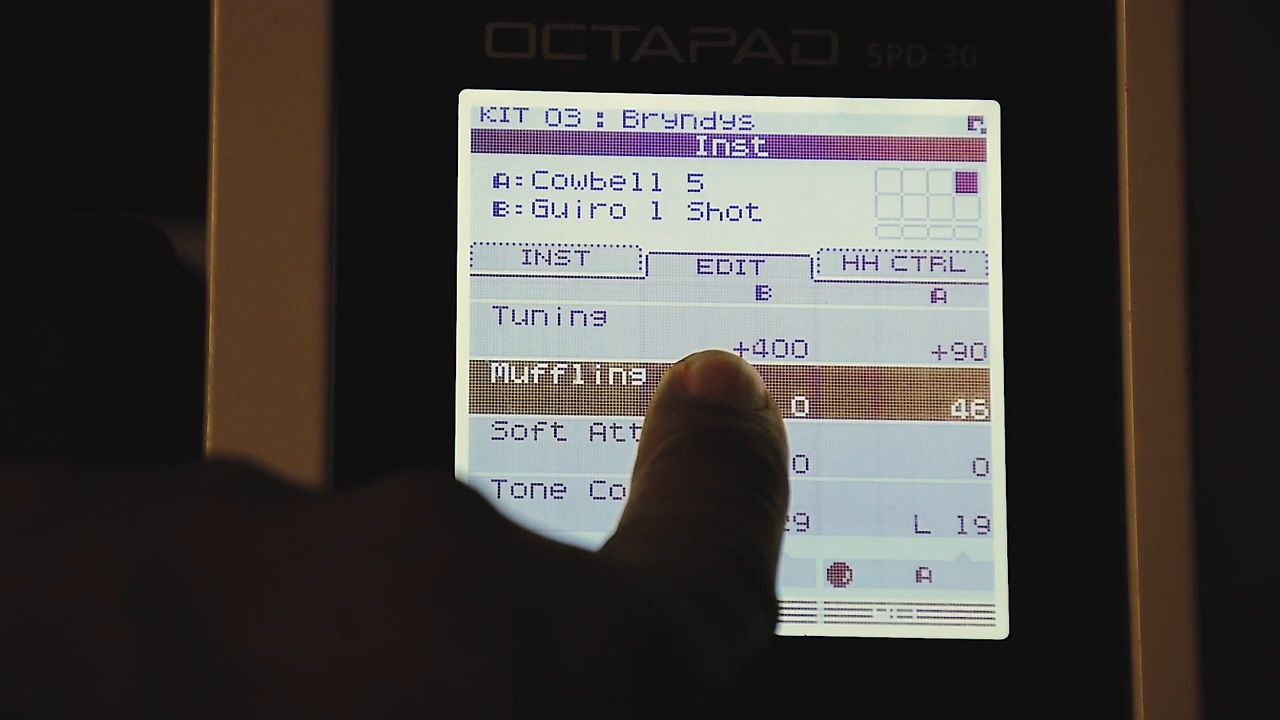 OCTAPAD SPD-30
KIT 03 : Bryndys
Inst
A:Cowbell 5
B:Guiro 1 Shot
INST EDIT HH CTRL
B A
Tuning
+400 +90
Muffling
0 46
Soft Att
0 0
Tone Co
L 19
A